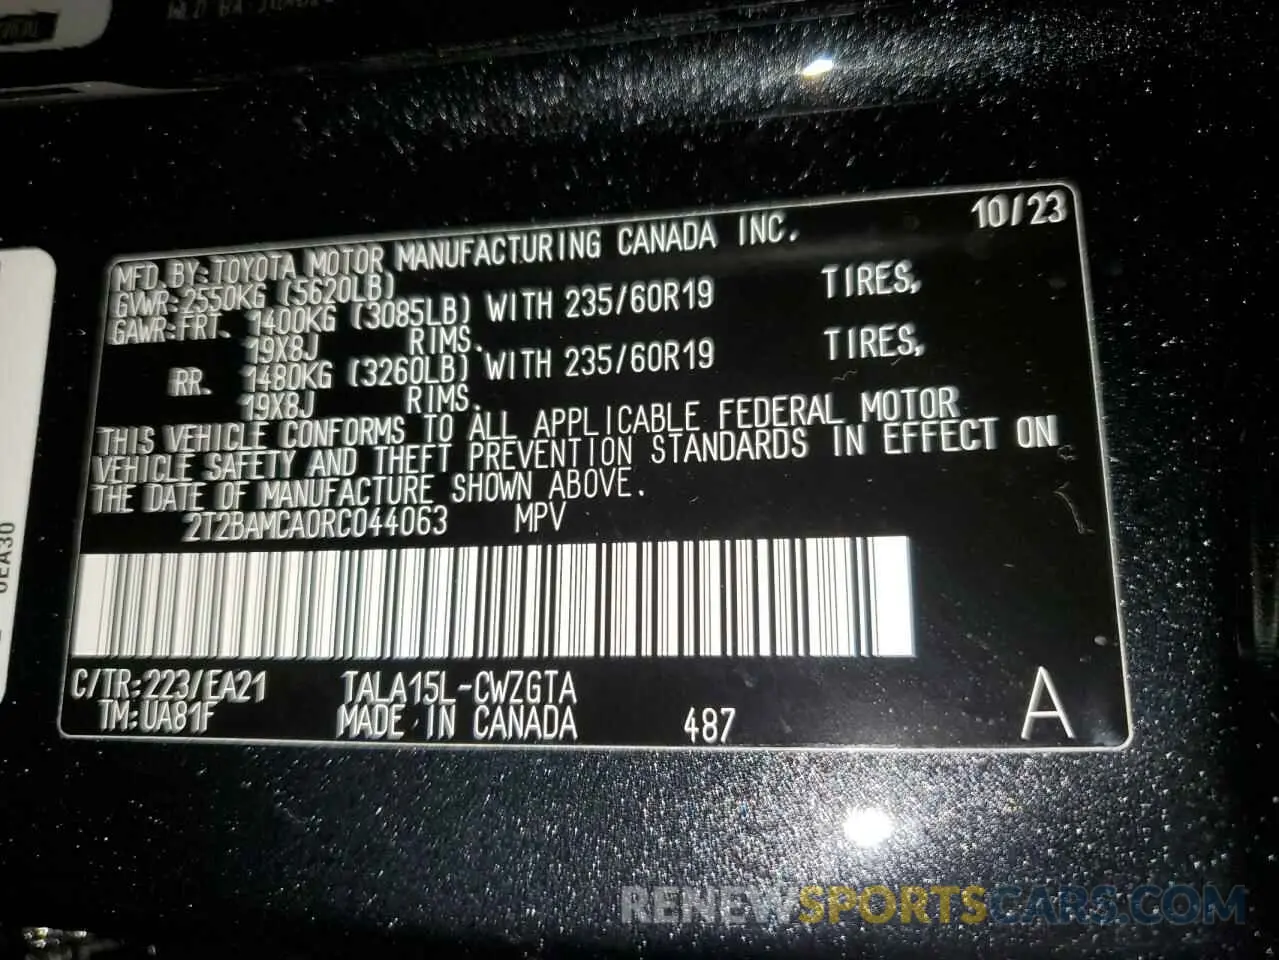 10/23
MFD.BY:TOYOTA MOTOR MANUFACTURING CANADA INC.
GVWR:2550KG (5620LB)
GAWR:FRT. 1400KG (3085LB) WITH 235/60R19 TIRES,
19X8J RIMS.
RR. 1480KG (3260LB) WITH 235/60R19 TIRES,
19X8J RIMS.
THIS VEHICLE CONFORMS TO ALL APPLICABLE FEDERAL MOTOR
VEHICLE SAFETY AND THEFT PREVENTION STANDARDS IN EFFECT ON
THE DATE OF MANUFACTURE SHOWN ABOVE.
2T2BAMCA0RC044063 MPV
C/TR:223/EA21 TALA15L-CWZGTA
TM:UA81F MADE IN CANADA 487 A
RENEWSPORTSCARS.COM